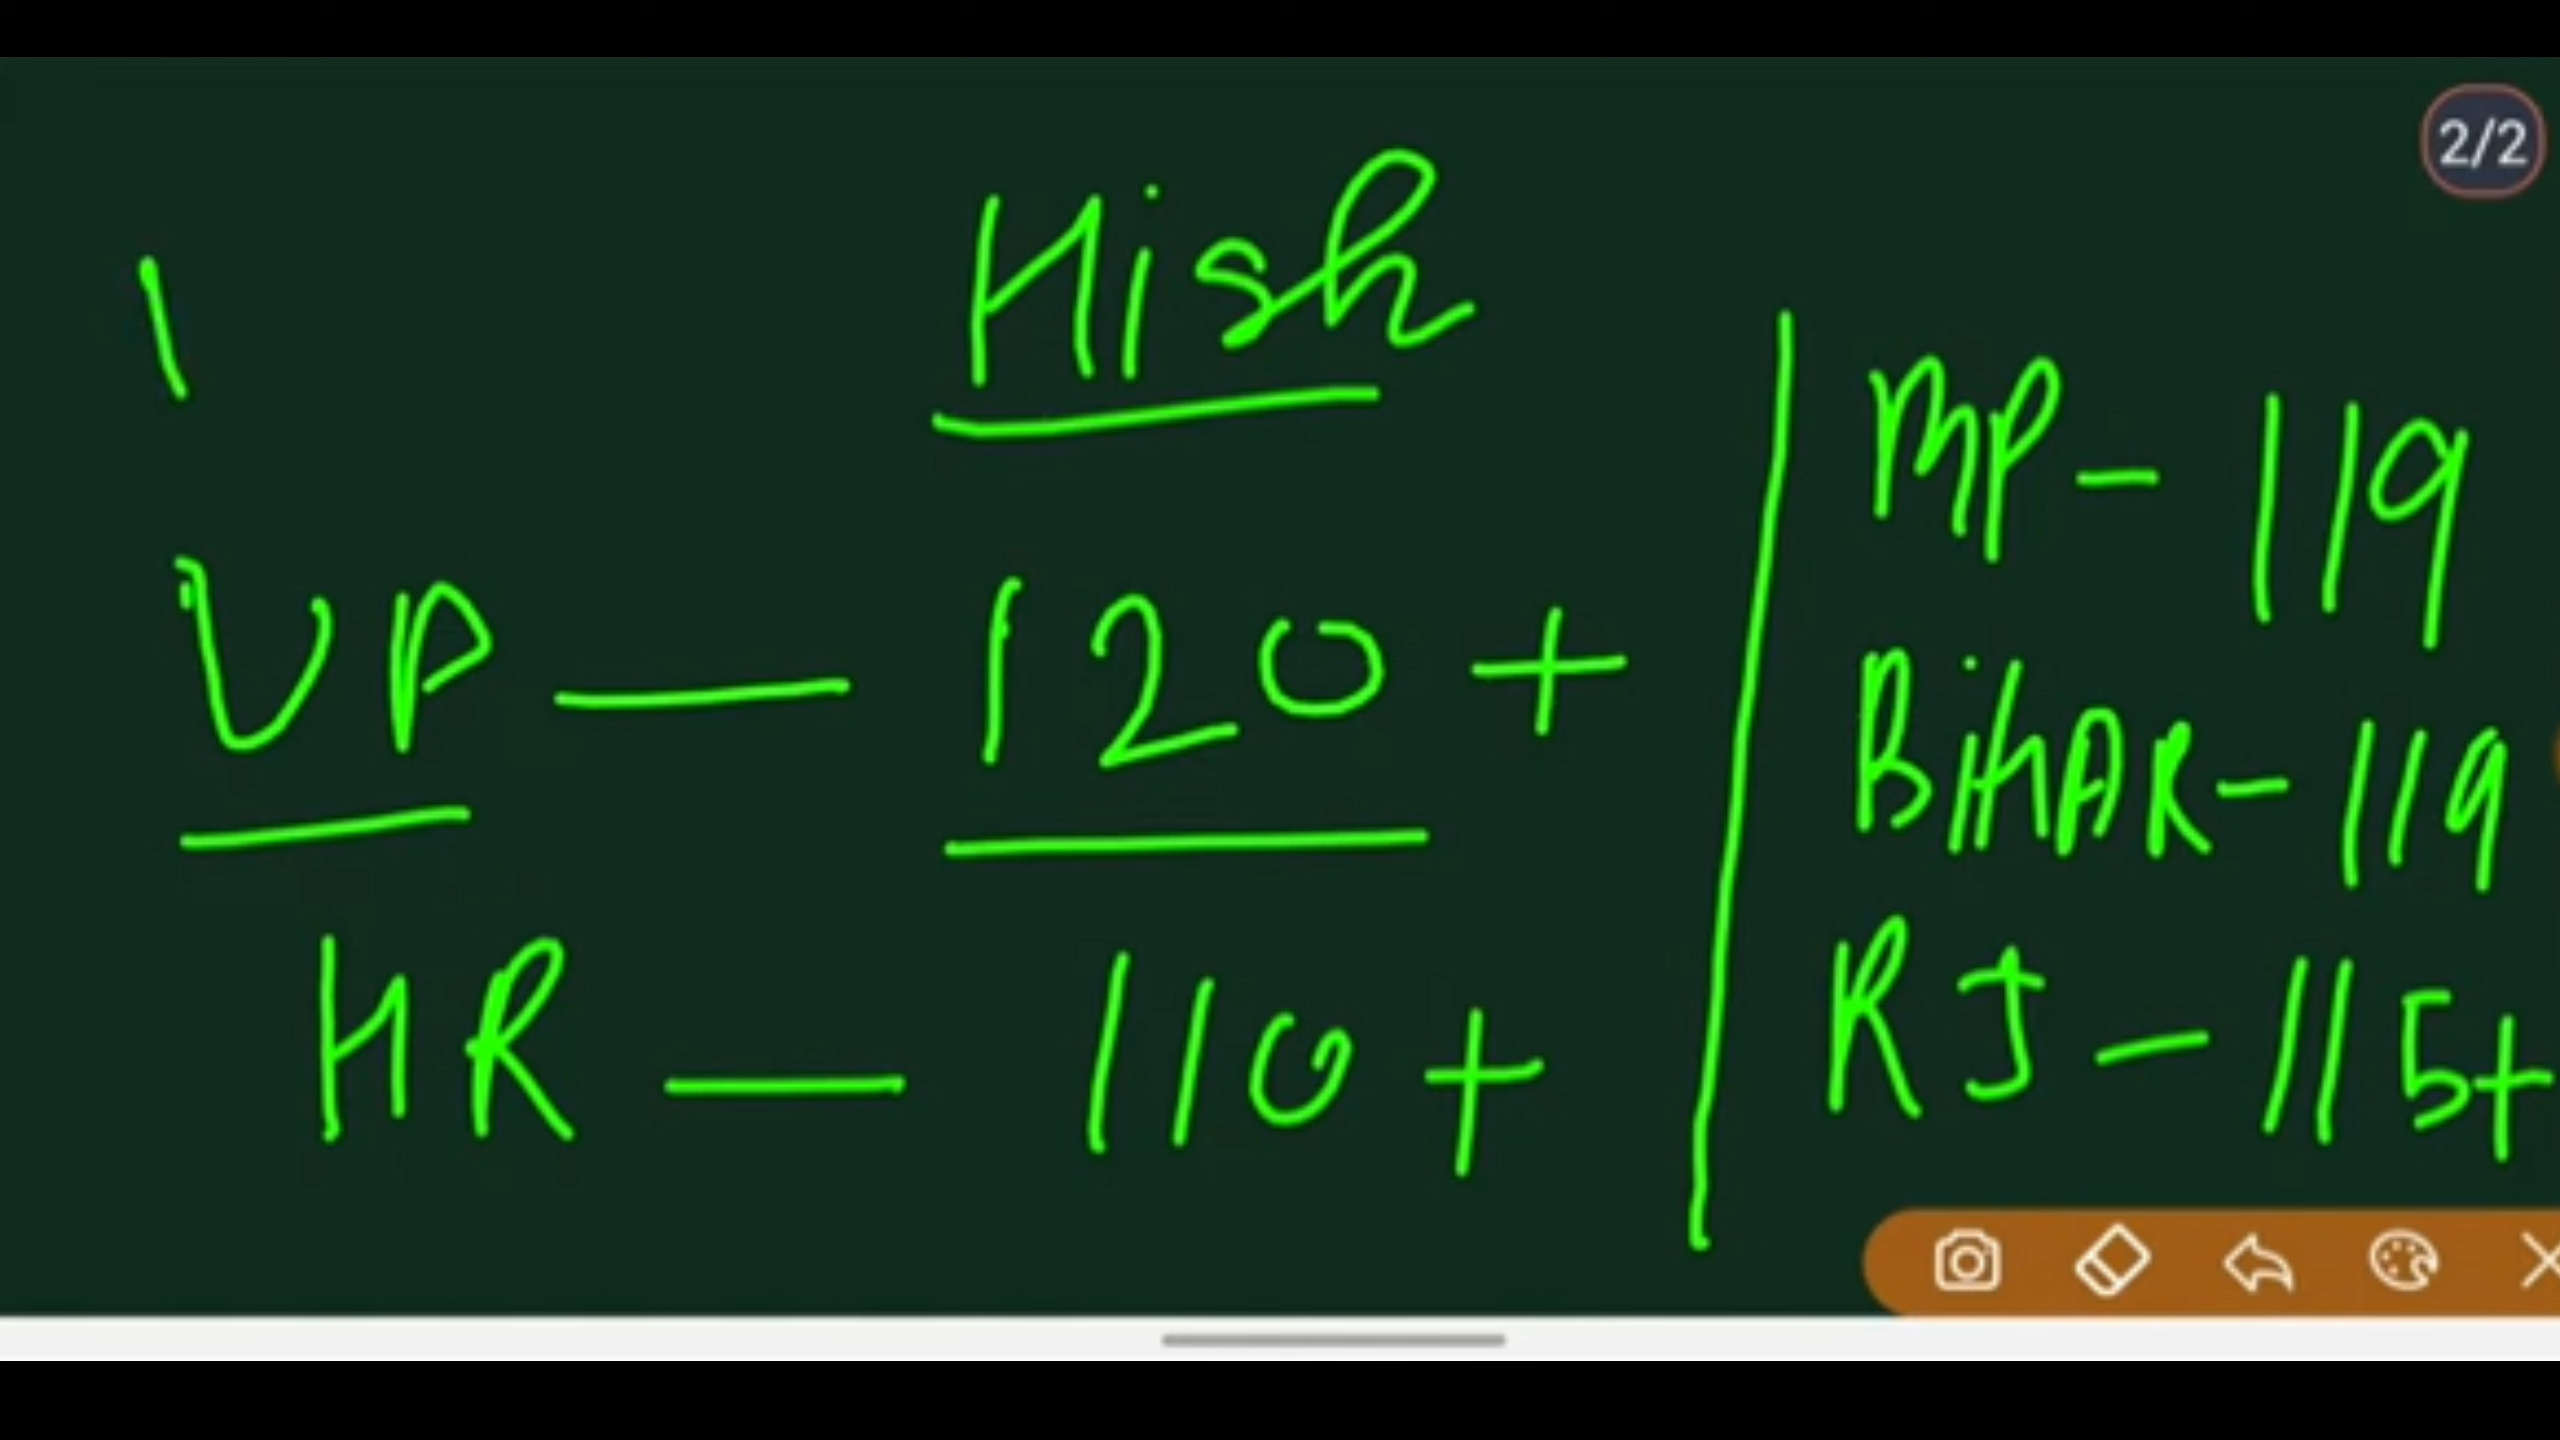 2/2
High
UP — 120+
HR — 110+
MP - 119
BiHAR - 119
RJ - 115+